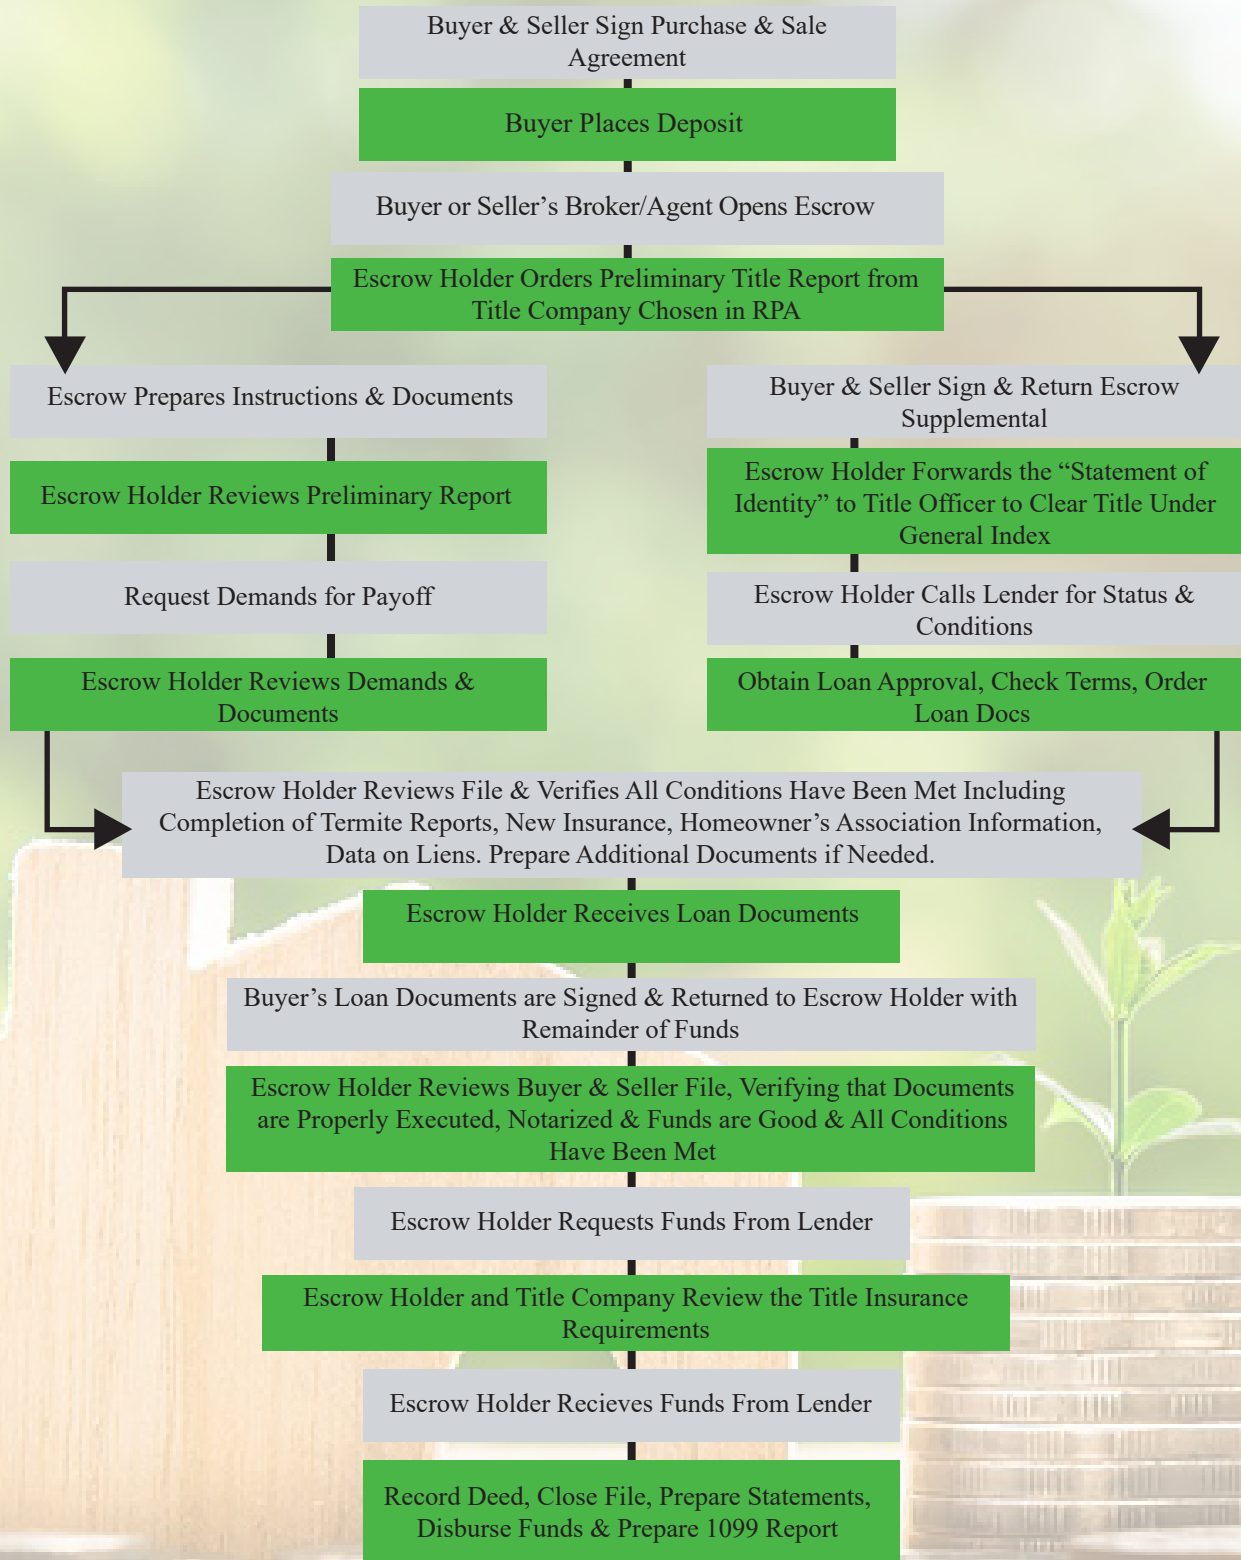 Buyer & Seller Sign Purchase & Sale
Agreement
Buyer Places Deposit
Buyer or Seller’s Broker/Agent Opens Escrow
Escrow Holder Orders Preliminary Title Report from
Title Company Chosen in RPA
Escrow Prepares Instructions & Documents
Escrow Holder Reviews Preliminary Report
Request Demands for Payoff
Escrow Holder Reviews Demands &
Documents
Buyer & Seller Sign & Return Escrow
Supplemental
Escrow Holder Forwards the “Statement of
Identity” to Title Officer to Clear Title Under
General Index
Escrow Holder Calls Lender for Status &
Conditions
Obtain Loan Approval, Check Terms, Order
Loan Docs
Escrow Holder Reviews File & Verifies All Conditions Have Been Met Including
Completion of Termite Reports, New Insurance, Homeowner’s Association Information,
Data on Liens. Prepare Additional Documents if Needed.
Escrow Holder Receives Loan Documents
Buyer’s Loan Documents are Signed & Returned to Escrow Holder with
Remainder of Funds
Escrow Holder Reviews Buyer & Seller File, Verifying that Documents
are Properly Executed, Notarized & Funds are Good & All Conditions
Have Been Met
Escrow Holder Requests Funds From Lender
Escrow Holder and Title Company Review the Title Insurance
Requirements
Escrow Holder Recieves Funds From Lender
Record Deed, Close File, Prepare Statements,
Disburse Funds & Prepare 1099 Report